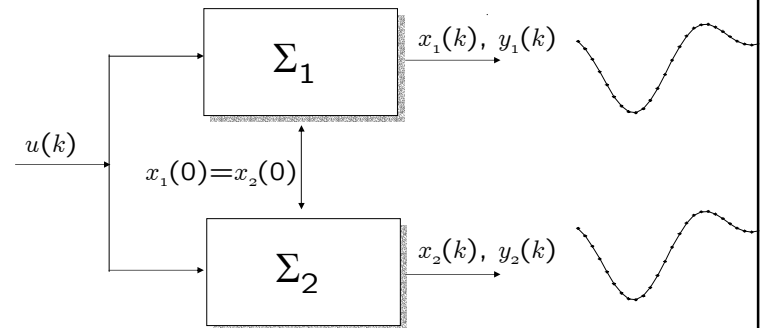 Σ₁
x₁(k), y₁(k)
u(k)
x₁(0)=x₂(0)
Σ₂
x₂(k), y₂(k)